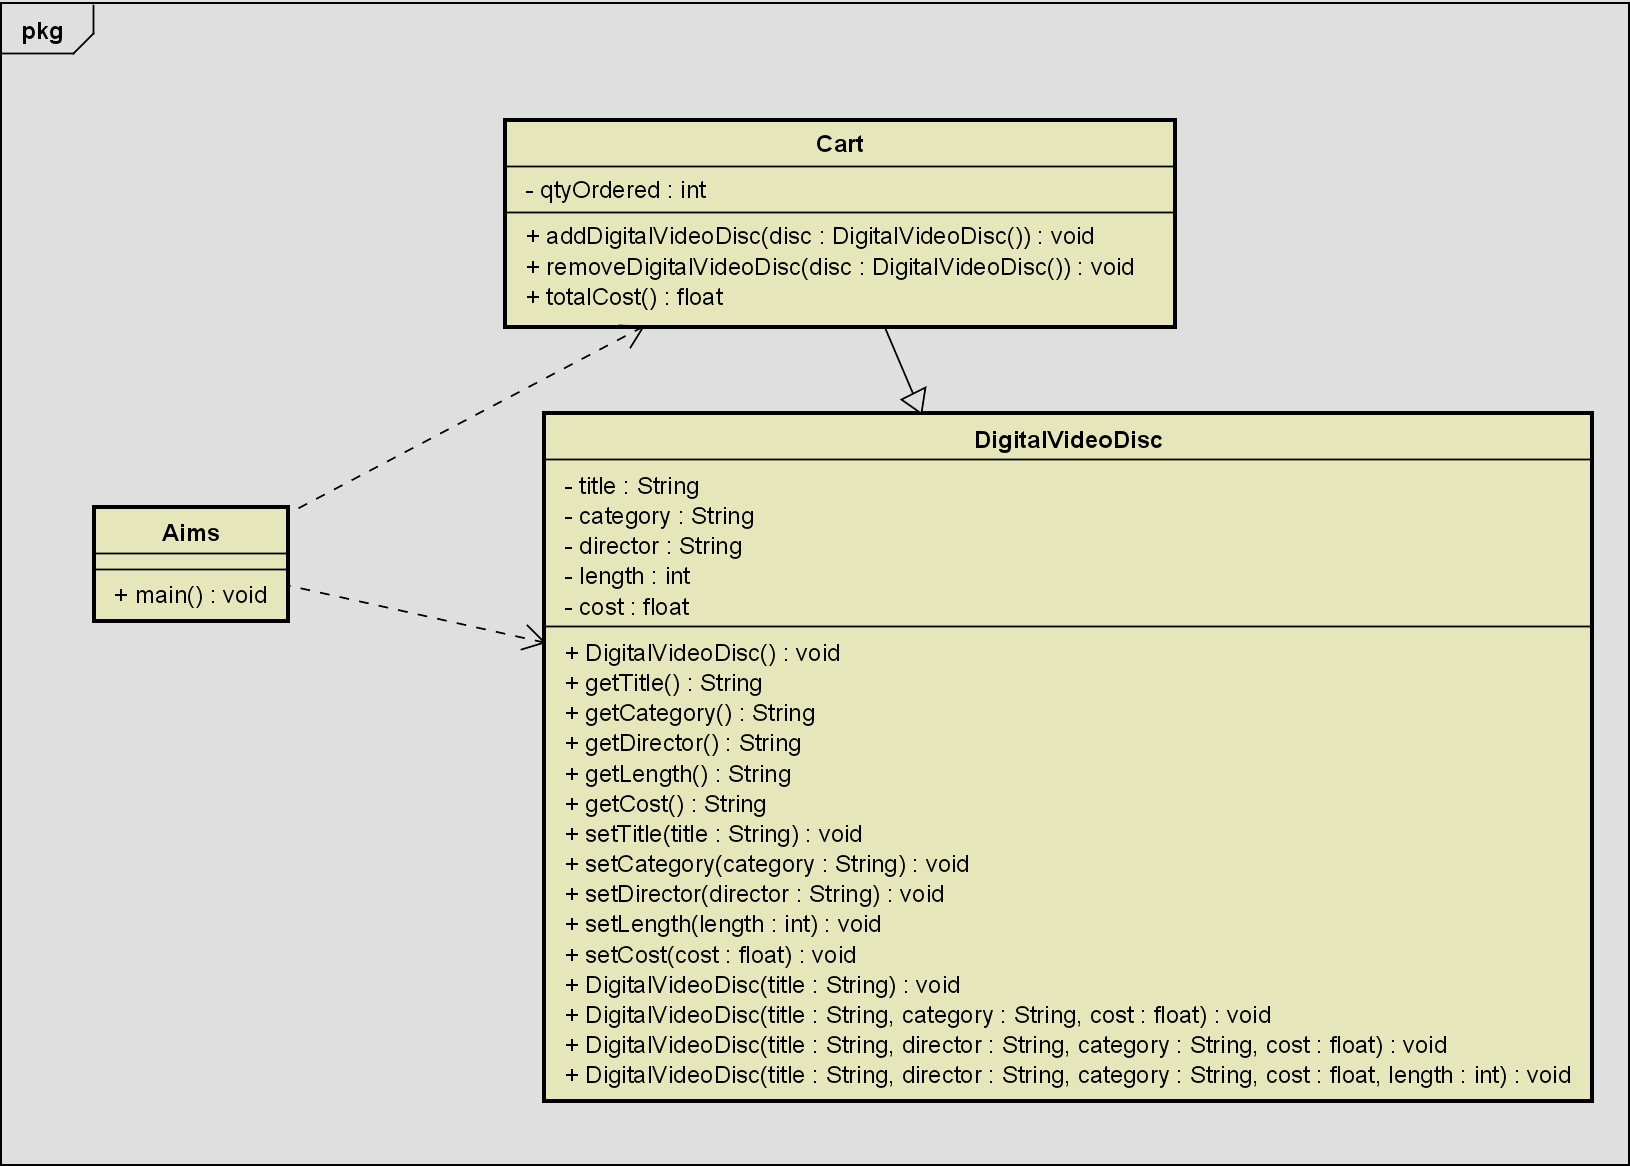 pkg
Cart
- qtyOrdered : int
+ addDigitalVideoDisc(disc : DigitalVideoDisc()) : void
+ removeDigitalVideoDisc(disc : DigitalVideoDisc()) : void
+ totalCost() : float
Aims
+ main() : void
DigitalVideoDisc
- title : String
- category : String
- director : String
- length : int
- cost : float
+ DigitalVideoDisc() : void
+ getTitle() : String
+ getCategory() : String
+ getDirector() : String
+ getLength() : String
+ getCost() : String
+ setTitle(title : String) : void
+ setCategory(category : String) : void
+ setDirector(director : String) : void
+ setLength(length : int) : void
+ setCost(cost : float) : void
+ DigitalVideoDisc(title : String) : void
+ DigitalVideoDisc(title : String, category : String, cost : float) : void
+ DigitalVideoDisc(title : String, director : String, category : String, cost : float) : void
+ DigitalVideoDisc(title : String, director : String, category : String, cost : float, length : int) : void